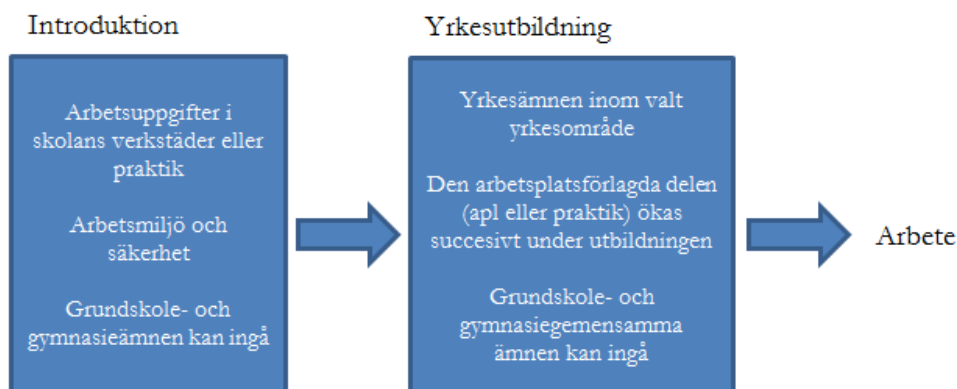 Introduktion
Arbetsuppgifter i
skolans verkstäder eller
praktik
Arbetsmiljö och
säkerhet
Grundskole- och
gymnasieämnen kan ingå
Yrkesutbildning
Yrkesämnen inom valt
yrkesområde
Den arbetsplatsförlagda delen
(apl eller praktik) ökas
succesivt under utbildningen
Grundskole- och
gymnasiegemensamma
ämnen kan ingå
Arbete